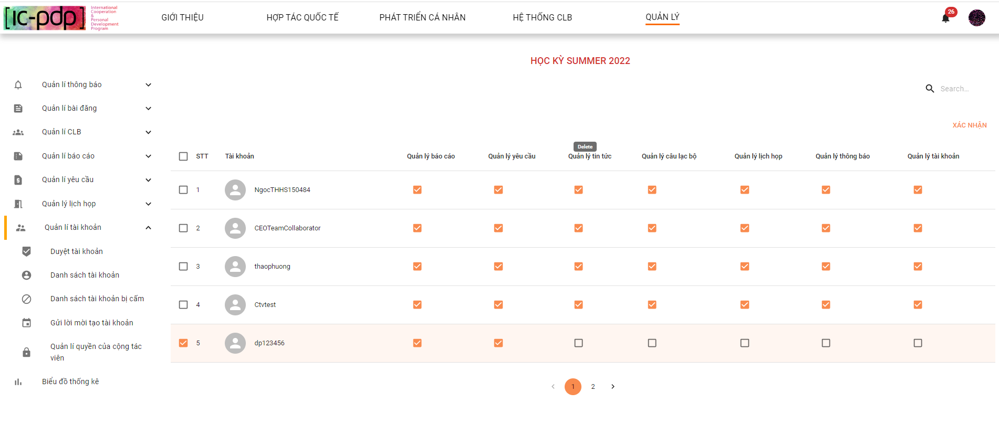 [ic-pdp]
International
Cooperation
&
Personal
Development
Program
GIỚI THIỆU
HỢP TÁC QUỐC TẾ
PHÁT TRIỂN CÁ NHÂN
HỆ THỐNG CLB
QUẢN LÝ
26
HỌC KỲ SUMMER 2022
Search...
XÁC NHẬN
Quản lí thông báo
Quản lí bài đăng
Quản lí CLB
Quản lí báo cáo
Quản lí yêu cầu
Quản lý lịch họp
Quản lí tài khoản
Duyệt tài khoản
Danh sách tài khoản
Danh sách tài khoản bị cấm
Gửi lời mời tạo tài khoản
Quản lí quyền của cộng tác
viên
Biểu đồ thống kê
Delete
STT Tài khoản Quản lý báo cáo Quản lý yêu cầu Quản lý tin tức Quản lý câu lạc bộ Quản lý lịch họp Quản lý thông báo Quản lý tài khoản
1 NgocTHHS150484
2 CEOTeamCollaborator
3 thaophuong
4 Ctvtest
5 dp123456
1 2